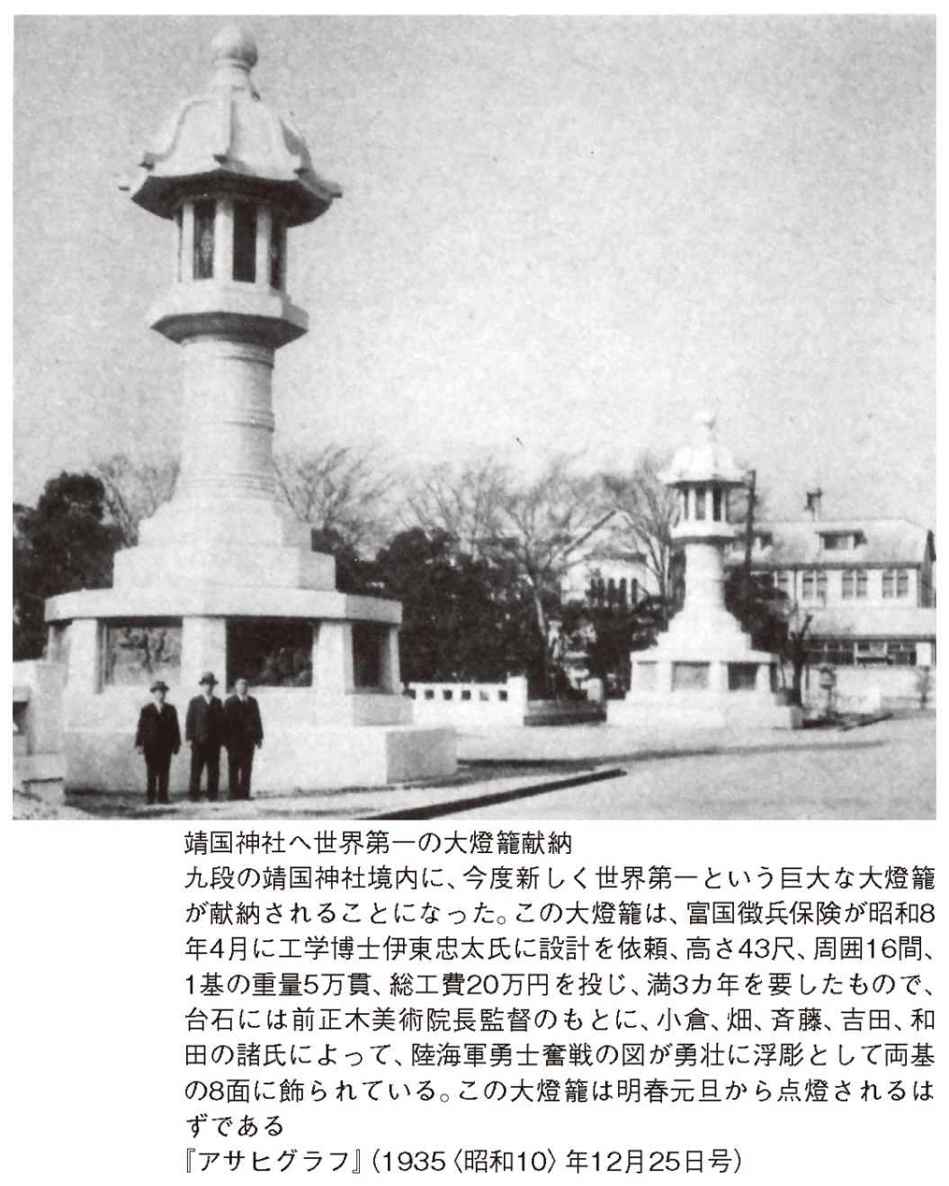 靖国神社へ世界第一の大燈籠献納
九段の靖国神社境内に、今度新しく世界第一という巨大な大燈籠
が献納されることになった。この大燈籠は、富国徴兵保険が昭和8
年4月に工学博士伊東忠太氏に設計を依頼、高さ43尺、周囲16間、
1基の重量5万貫、総工費20万円を投じ、満3カ年を要したもので、
台石には前正木美術院長監督のもとに、小倉、畑、斉藤、吉田、和
田の諸氏によって、陸海軍勇士奮戦の図が勇壮に浮彫として両基
の8面に飾られている。この大燈籠は明春元旦から点燈されるは
ずである
『アサヒグラフ』(1935〈昭和10〉年12月25日号)